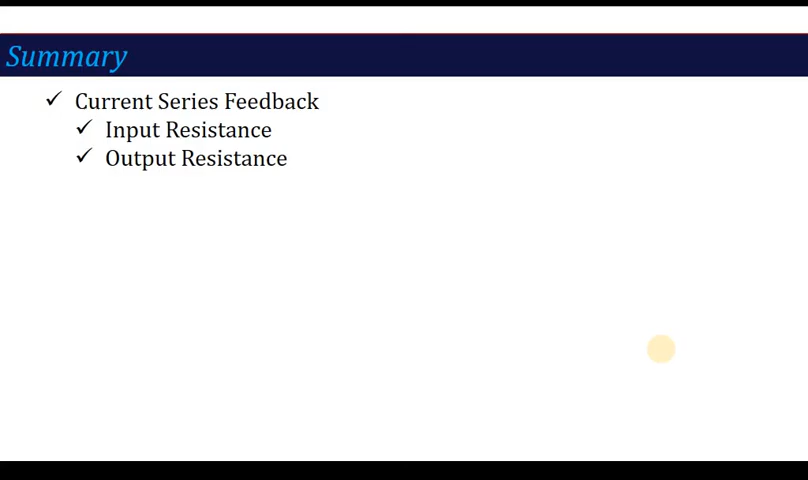 Summary
✓ Current Series Feedback
✓ Input Resistance
✓ Output Resistance